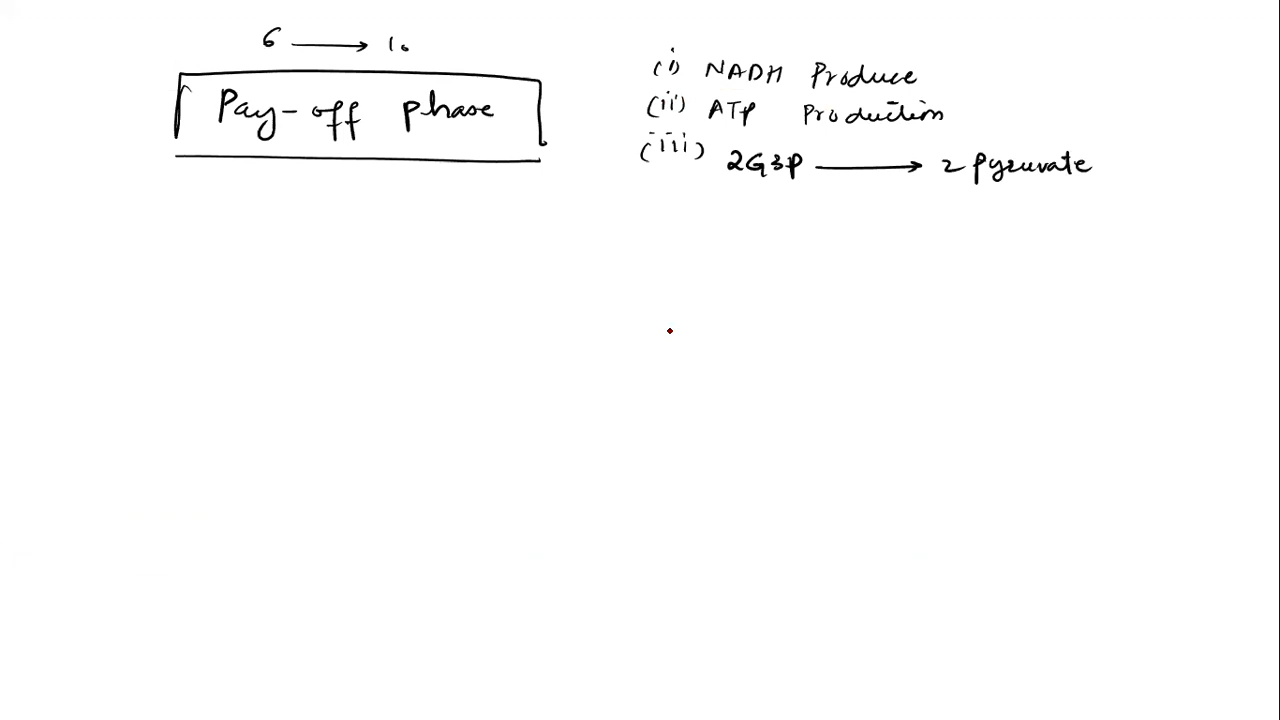 6 ⟶ 10
Pay-off phase
(i) NADH Produce
(ii) ATP Production
(iii) 2G3P ⟶ 2 Pyruvate